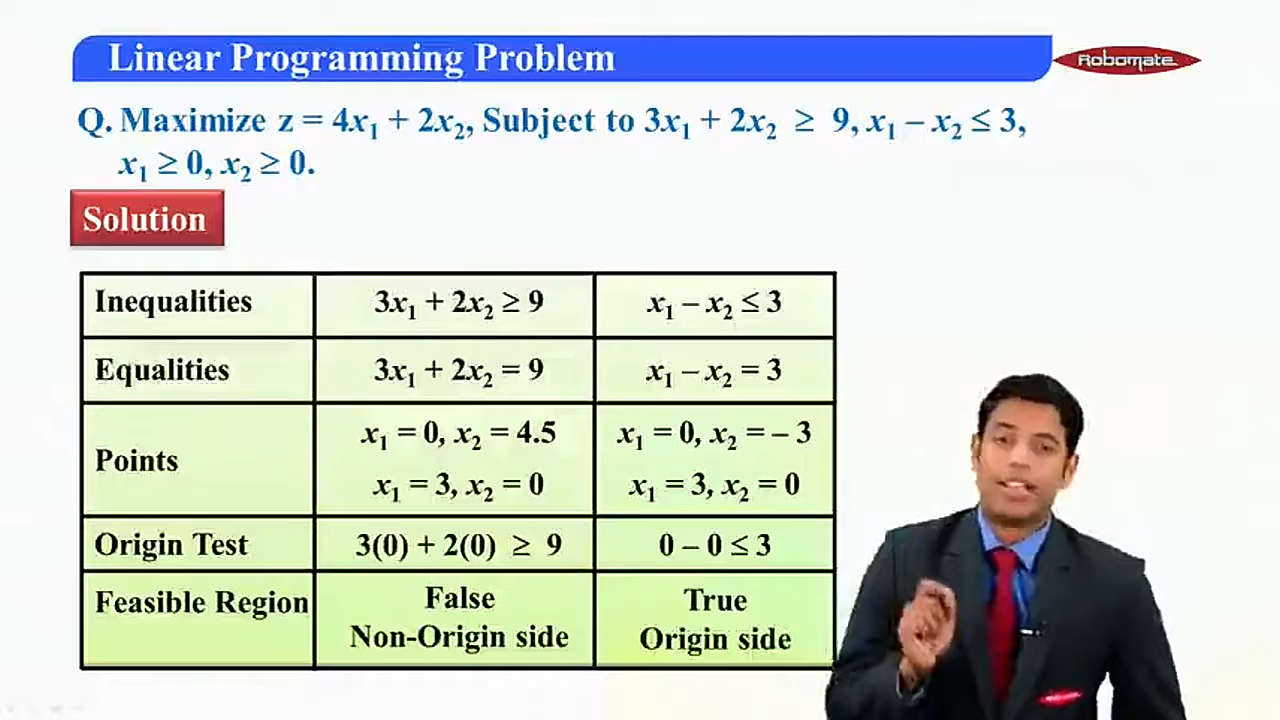 Linear Programming Problem
Robomate
Q. Maximize z = 4x₁ + 2x₂, Subject to 3x₁ + 2x₂ ≥ 9, x₁ – x₂ ≤ 3,
x₁ ≥ 0, x₂ ≥ 0.
Solution
Inequalities 3x₁ + 2x₂ ≥ 9 x₁ – x₂ ≤ 3
Equalities 3x₁ + 2x₂ = 9 x₁ – x₂ = 3
Points
x₁ = 0, x₂ = 4.5 x₁ = 0, x₂ = – 3
x₁ = 3, x₂ = 0 x₁ = 3, x₂ = 0
Origin Test 3(0) + 2(0) ≥ 9 0 – 0 ≤ 3
Feasible Region False True
Non-Origin side Origin side